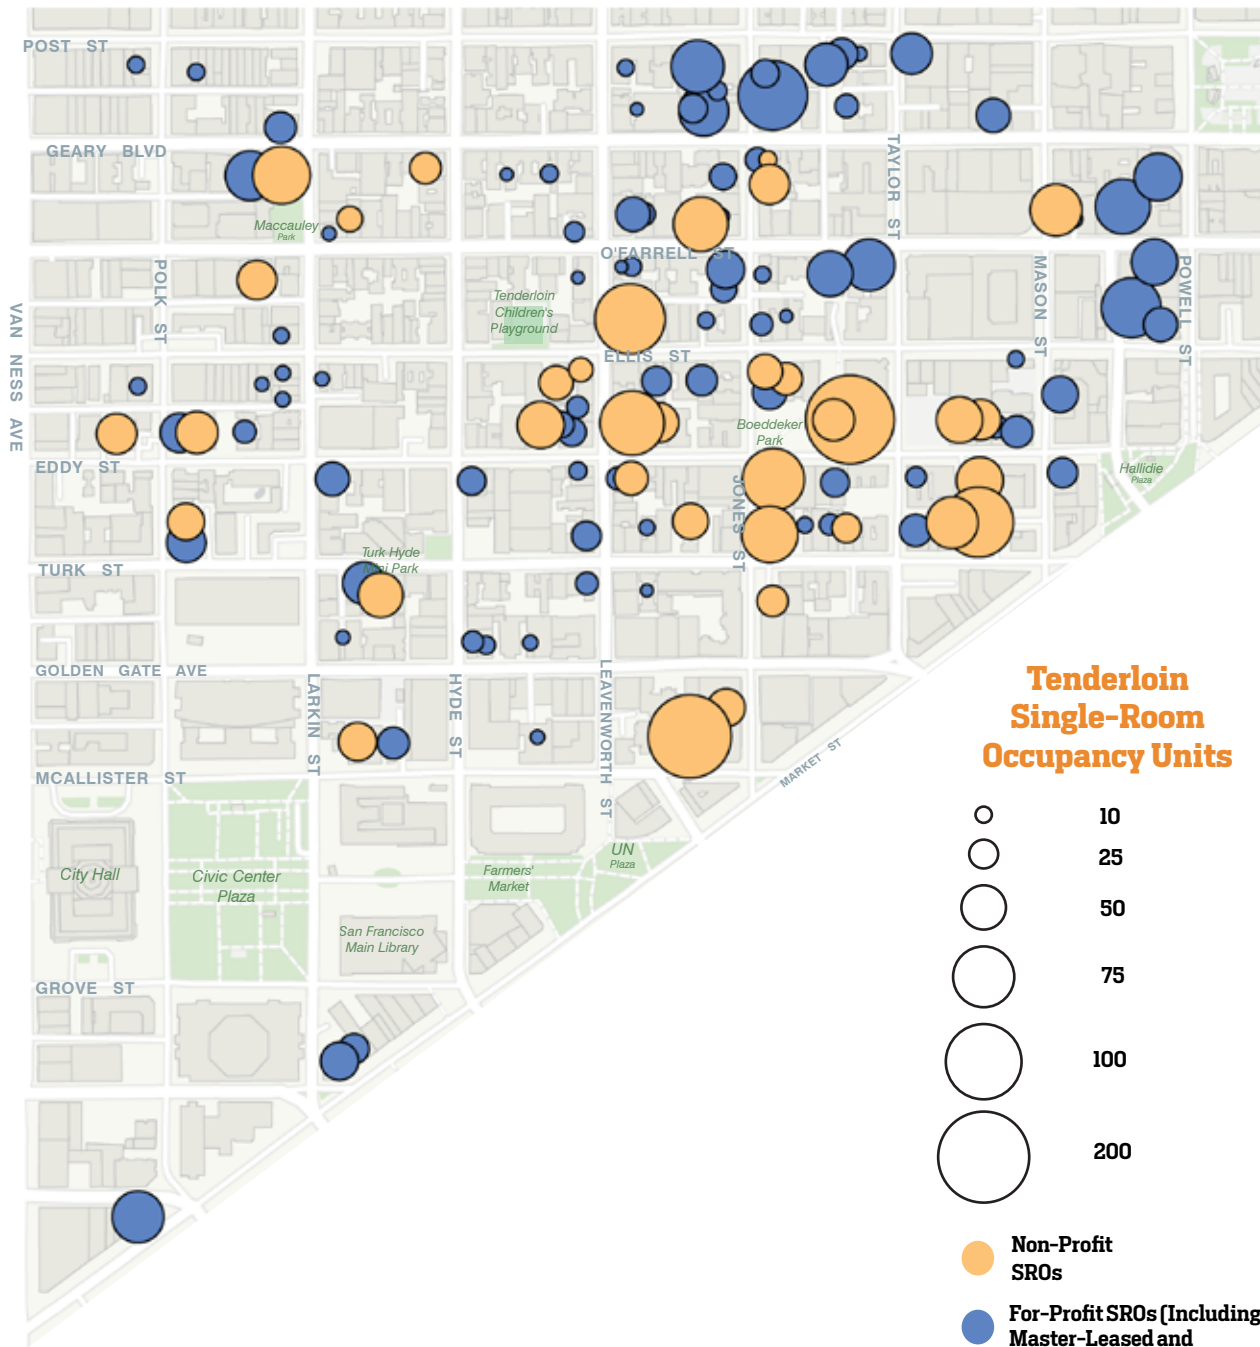 POST ST
GEARY BLVD
TAYLOR ST
Maccauley
Park
O'FARRELL ST
POLK ST
MASON ST
POWELL ST
Tenderloin
Children's
Playground
VAN NESS AVE
ELLIS ST
Boeddeker
Park
EDDY ST
Hallidie
Plaza
JONES ST
Turk Hyde
Mini Park
TURK ST
GOLDEN GATE AVE
LARKIN ST
HYDE ST
LEAVENWORTH ST
Tenderloin
Single-Room
Occupancy Units
MARKET ST
MCALLISTER ST
10
25
50
75
100
200
City Hall
Civic Center
Plaza
UN
Plaza
Farmers'
Market
San Francisco
Main Library
GROVE ST
Non-Profit
SROs
For-Profit SROs (Including
Master-Leased and